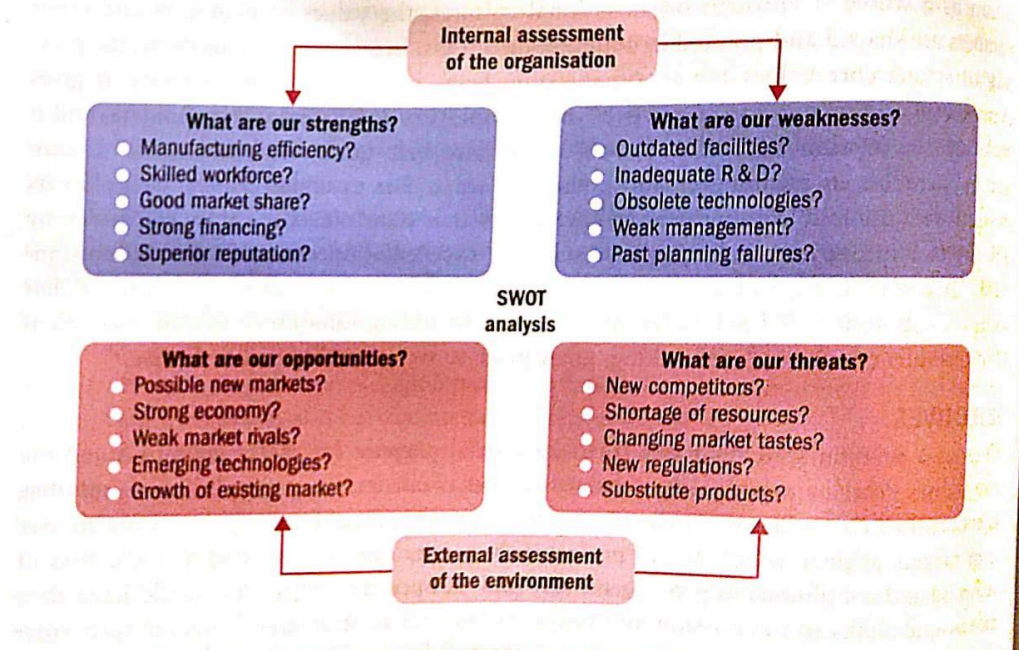 Internal assessment
of the organisation
What are our strengths?
Manufacturing efficiency?
Skilled workforce?
Good market share?
Strong financing?
Superior reputation?
What are our weaknesses?
Outdated facilities?
Inadequate R & D?
Obsolete technologies?
Weak management?
Past planning failures?
SWOT
analysis
What are our opportunities?
Possible new markets?
Strong economy?
Weak market rivals?
Emerging technologies?
Growth of existing market?
What are our threats?
New competitors?
Shortage of resources?
Changing market tastes?
New regulations?
Substitute products?
External assessment
of the environment